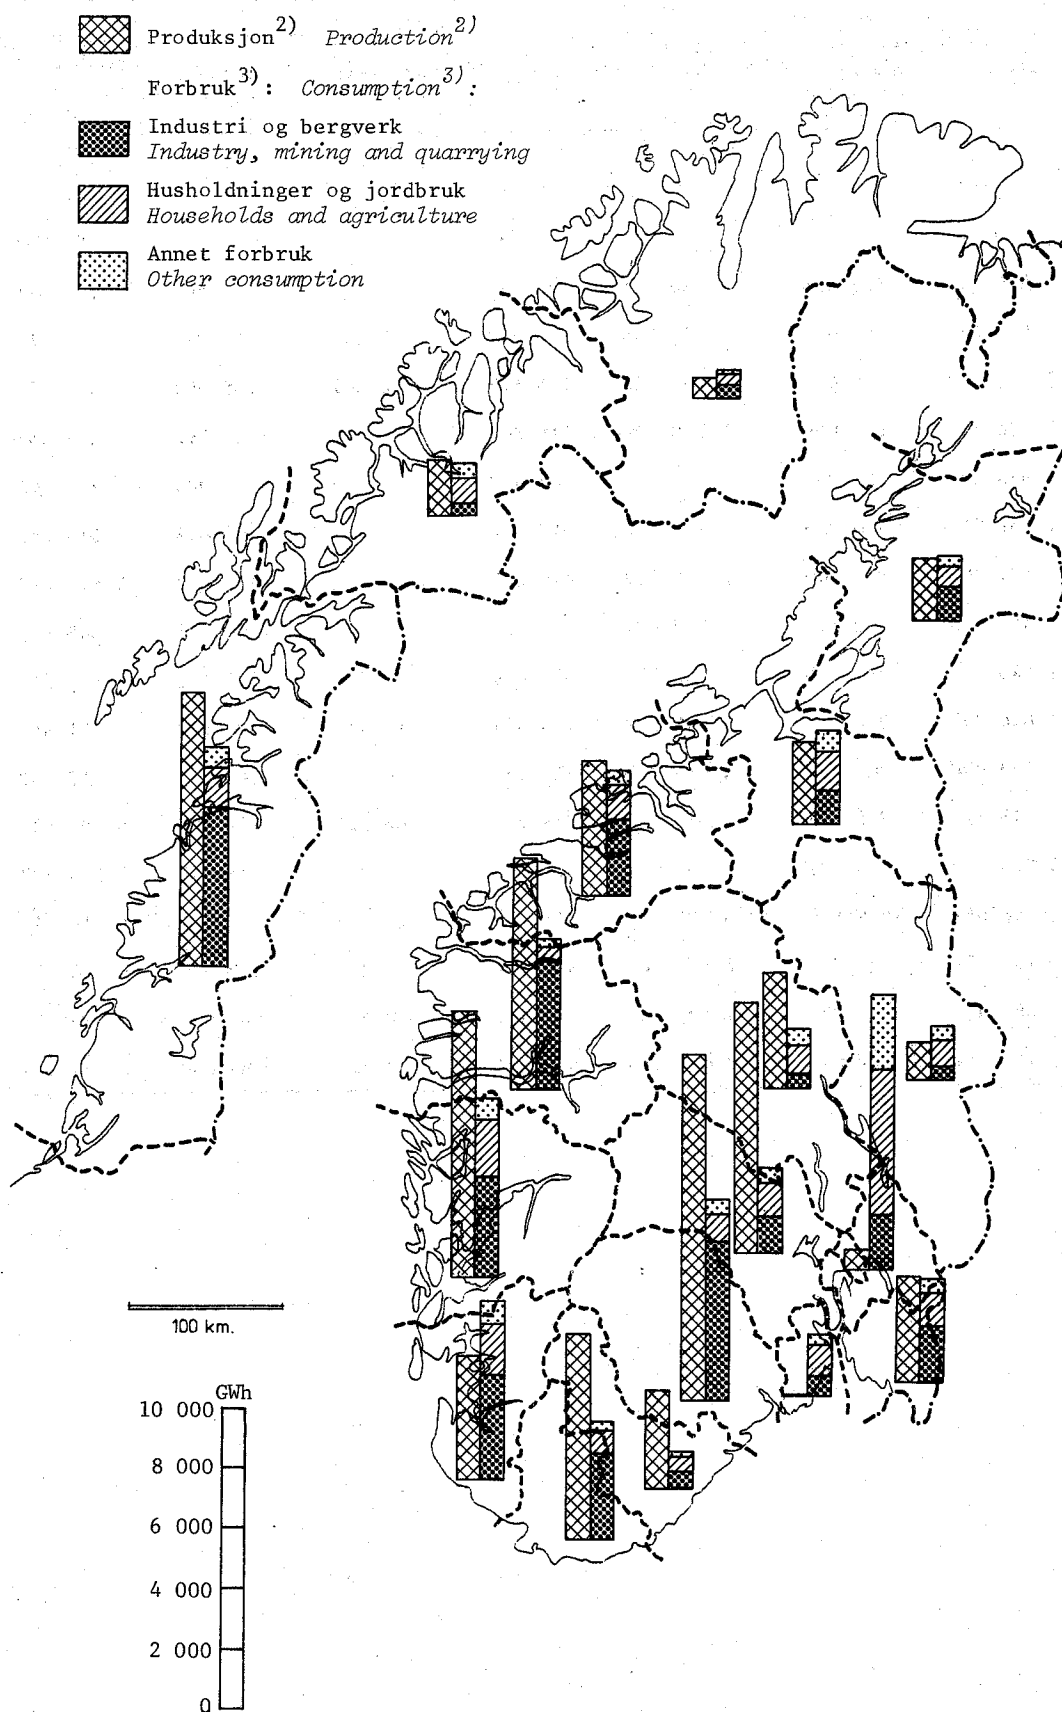 Produksjon2) Production2)
Forbruk3): Consumption3):
Industri og bergverk
Industry, mining and quarrying
Husholdninger og jordbruk
Households and agriculture
Annet forbruk
Other consumption
100 km.
GWh
10 000
8 000
6 000
4 000
2 000
0